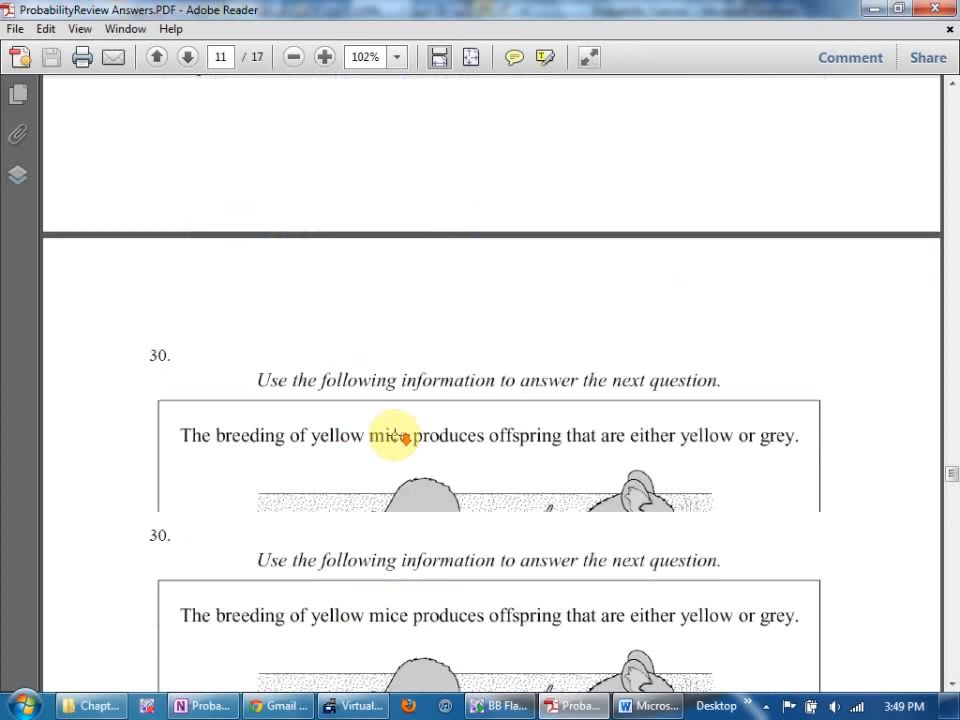 ProbabilityReview Answers.PDF - Adobe Reader
File Edit View Window Help
11 / 17 102% Comment Share
30.
Use the following information to answer the next question.
The breeding of yellow mice produces offspring that are either yellow or grey.
30.
Use the following information to answer the next question.
The breeding of yellow mice produces offspring that are either yellow or grey.
Chapt... Proba... Gmail ... Virtual... BB Fla... Proba... Micros... Desktop 3:49 PM